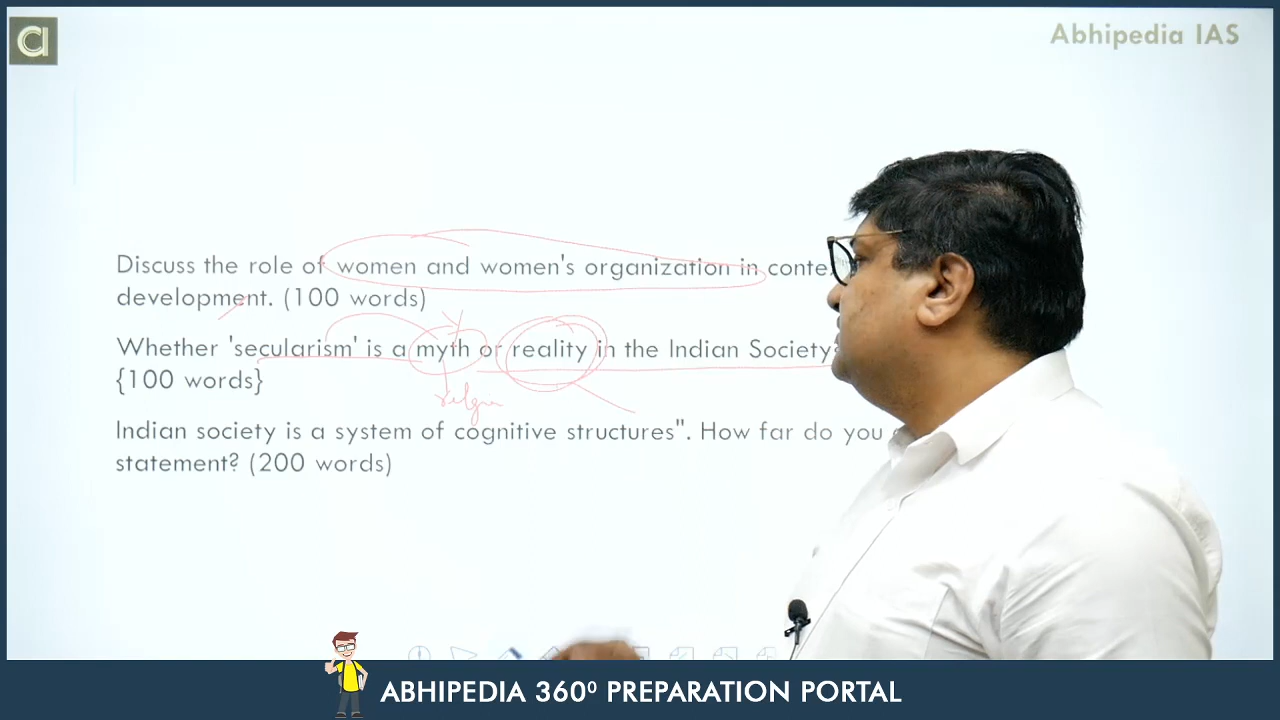 Abhipedia IAS
Discuss the role of women and women's organization in
development. (100 words)
Whether 'secularism' is a myth or reality in the Indian Society?
{100 words}
Indian society is a system of cognitive structures". How far do you
statement? (200 words)
ABHIPEDIA 360⁰ PREPARATION PORTAL